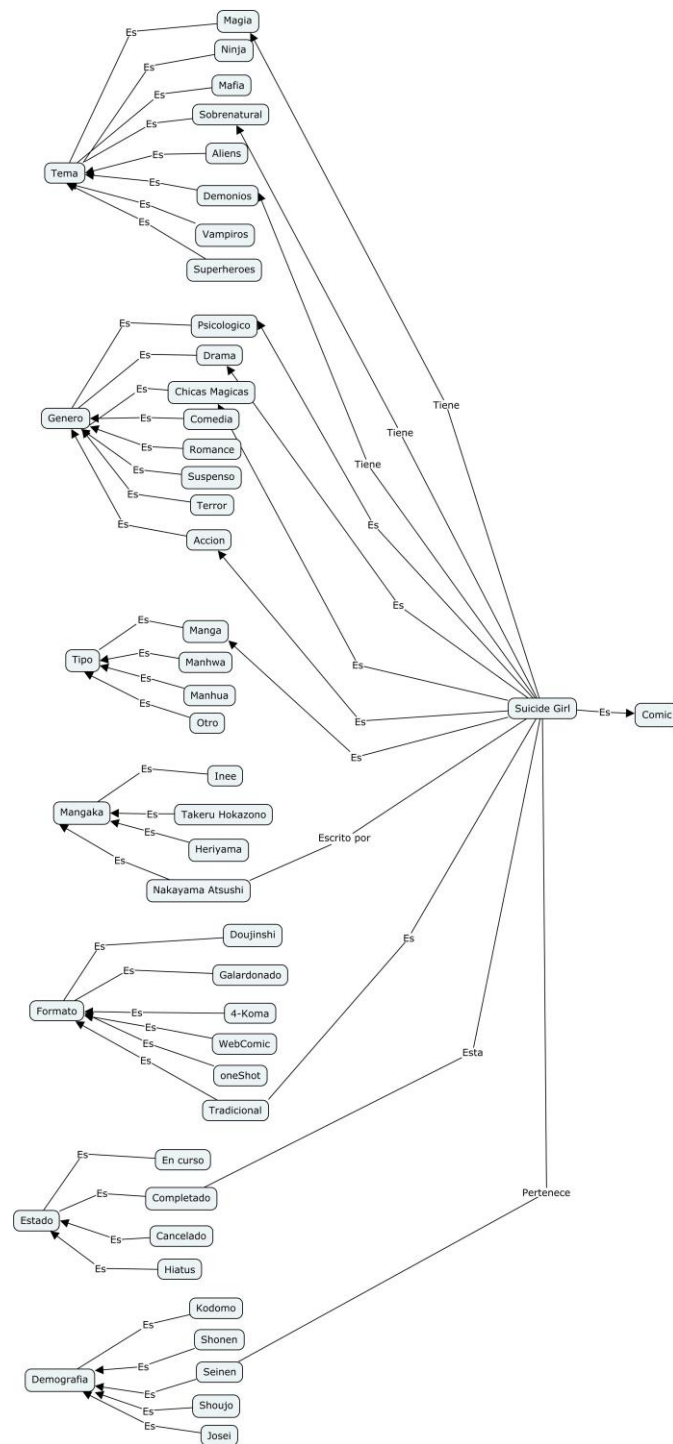 Magia
Es
Ninja
Es
Mafia
Es
Sobrenatural
Es
Aliens
Es
Tema
Demonios
Es
Vampiros
Es
Superheroes
Es
Psicologico
Es
Drama
Es
Chicas Magicas
Es
Genero
Comedia
Es
Romance
Es
Suspenso
Es
Terror
Es
Accion
Es
Tiene
Tiene
Tiene
Es
Es
Es
Es
Es
Manga
Es
Tipo
Manhwa
Es
Manhua
Es
Otro
Es
Suicide Girl
Es
Comic
Inee
Es
Mangaka
Takeru Hokazono
Es
Heriyama
Es
Nakayama Atsushi
Es
Escrito por
Doujinshi
Es
Galardonado
Es
Formato
4-Koma
Es
WebComic
Es
oneShot
Es
Tradicional
Es
Es
Esta
En curso
Es
Completado
Es
Estado
Cancelado
Es
Hiatus
Es
Pertenece
Kodomo
Es
Shonen
Es
Demografia
Seinen
Es
Shoujo
Es
Josei
Es